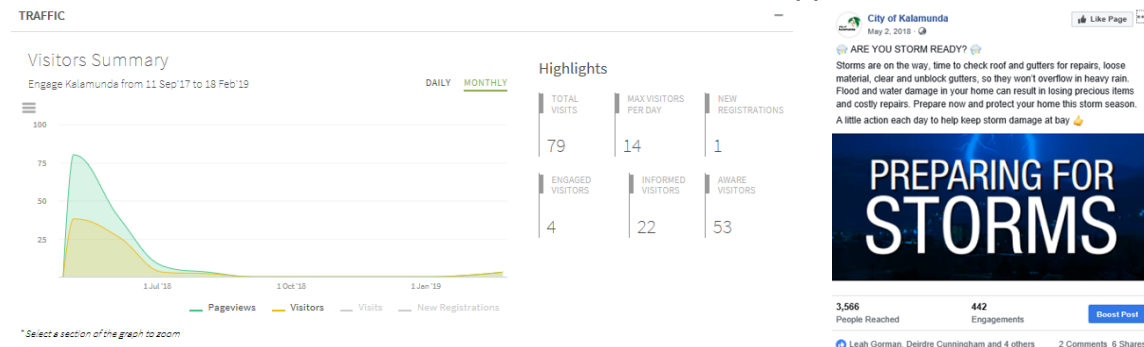 TRAFFIC
Visitors Summary
Engage Kalamunda from 11 Sep'17 to 18 Feb'19
DAILY MONTHLY
100
75
50
25
1 Jul '18 1 Oct '18 1 Jan '19
Pageviews Visitors Visits New Registrations
* Select a section of the graph to zoom
Highlights
TOTAL VISITS
79
MAX VISITORS PER DAY
14
NEW REGISTRATIONS
1
ENGAGED VISITORS
4
INFORMED VISITORS
22
AWARE VISITORS
53
City of Kalamunda
Like Page
May 2, 2018
ARE YOU STORM READY?
Storms are on the way, time to check roof and gutters for repairs, loose
material, clear and unblock gutters, so they won't overflow in heavy rain.
Flood and water damage in your home can result in losing precious items
and costly repairs. Prepare now and protect your home this storm season.
A little action each day to help keep storm damage at bay
PREPARING FOR
STORMS
3,566 442
People Reached Engagements
Boost Post
Leah Gorman, Deirdre Cunningham and 4 others 2 Comments 6 Shares